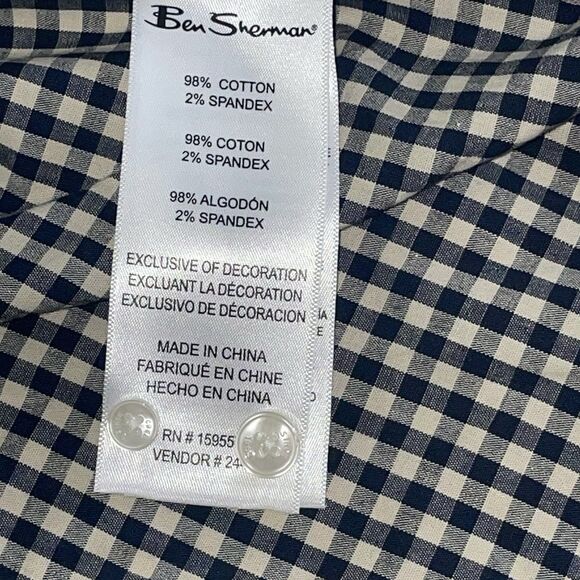 Ben Sherman®
98% COTTON
2% SPANDEX
98% COTON
2% SPANDEX
98% ALGODÓN
2% SPANDEX
EXCLUSIVE OF DECORATION
EXCLUANT LA DÉCORATION
EXCLUSIVO DE DÉCORACION
MADE IN CHINA
FABRIQUÉ EN CHINE
HECHO EN CHINA
RN # 15955
VENDOR # 24